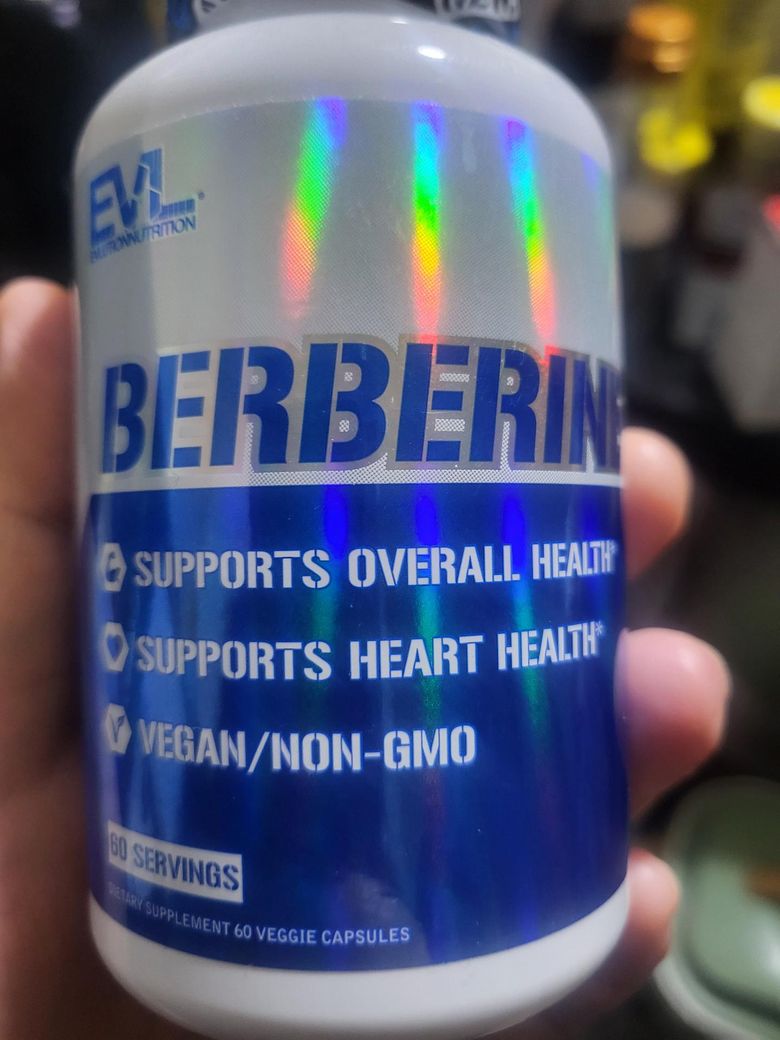 EVL®
EVLUTIONNUTRITION
BERBERINE
SUPPORTS OVERALL HEALTH*
SUPPORTS HEART HEALTH*
VEGAN/NON-GMO
60 SERVINGS
DIETARY SUPPLEMENT 60 VEGGIE CAPSULES